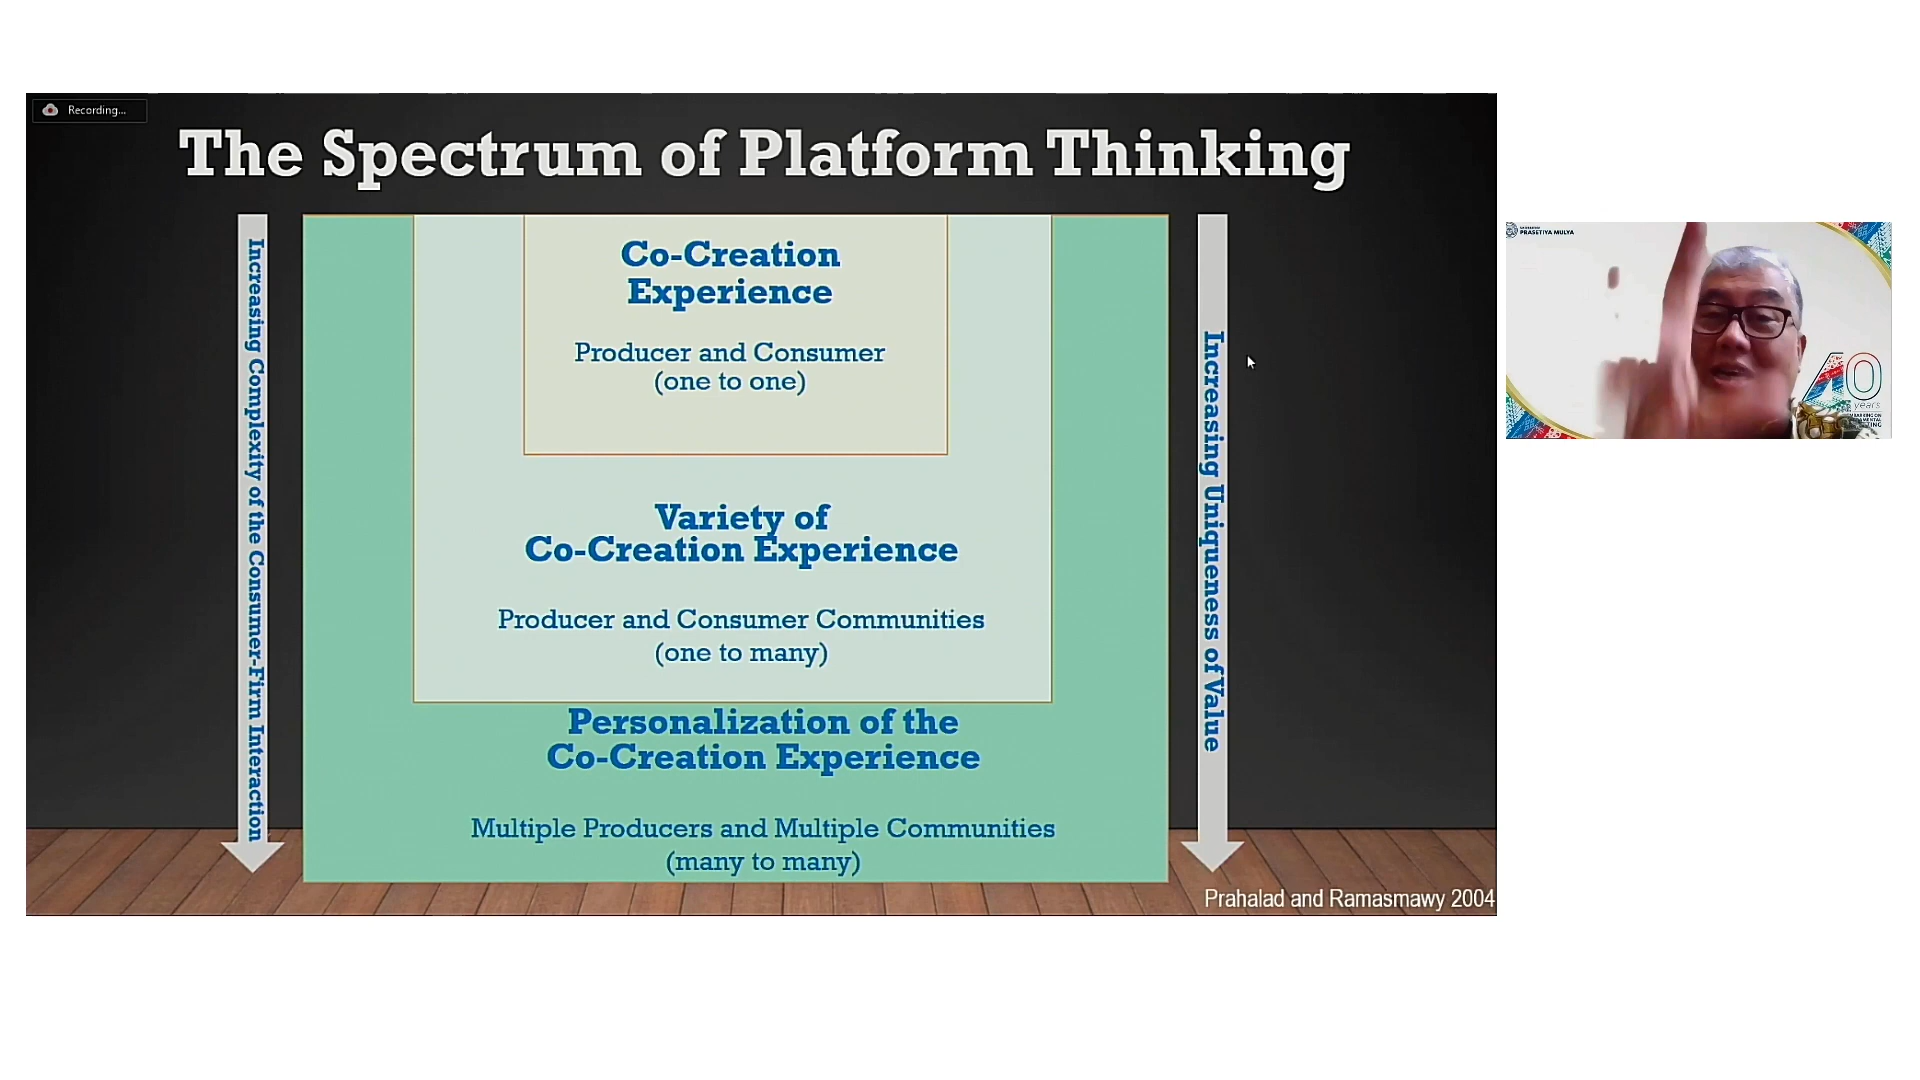 Recording...
The Spectrum of Platform Thinking
Increasing Complexity of the Consumer-Firm Interaction
Co-Creation
Experience
Producer and Consumer
(one to one)
Variety of
Co-Creation Experience
Producer and Consumer Communities
(one to many)
Personalization of the
Co-Creation Experience
Multiple Producers and Multiple Communities
(many to many)
Increasing Uniqueness of Value
Prahalad and Ramasmawy 2004
PRASETIYA MULYA
40
years